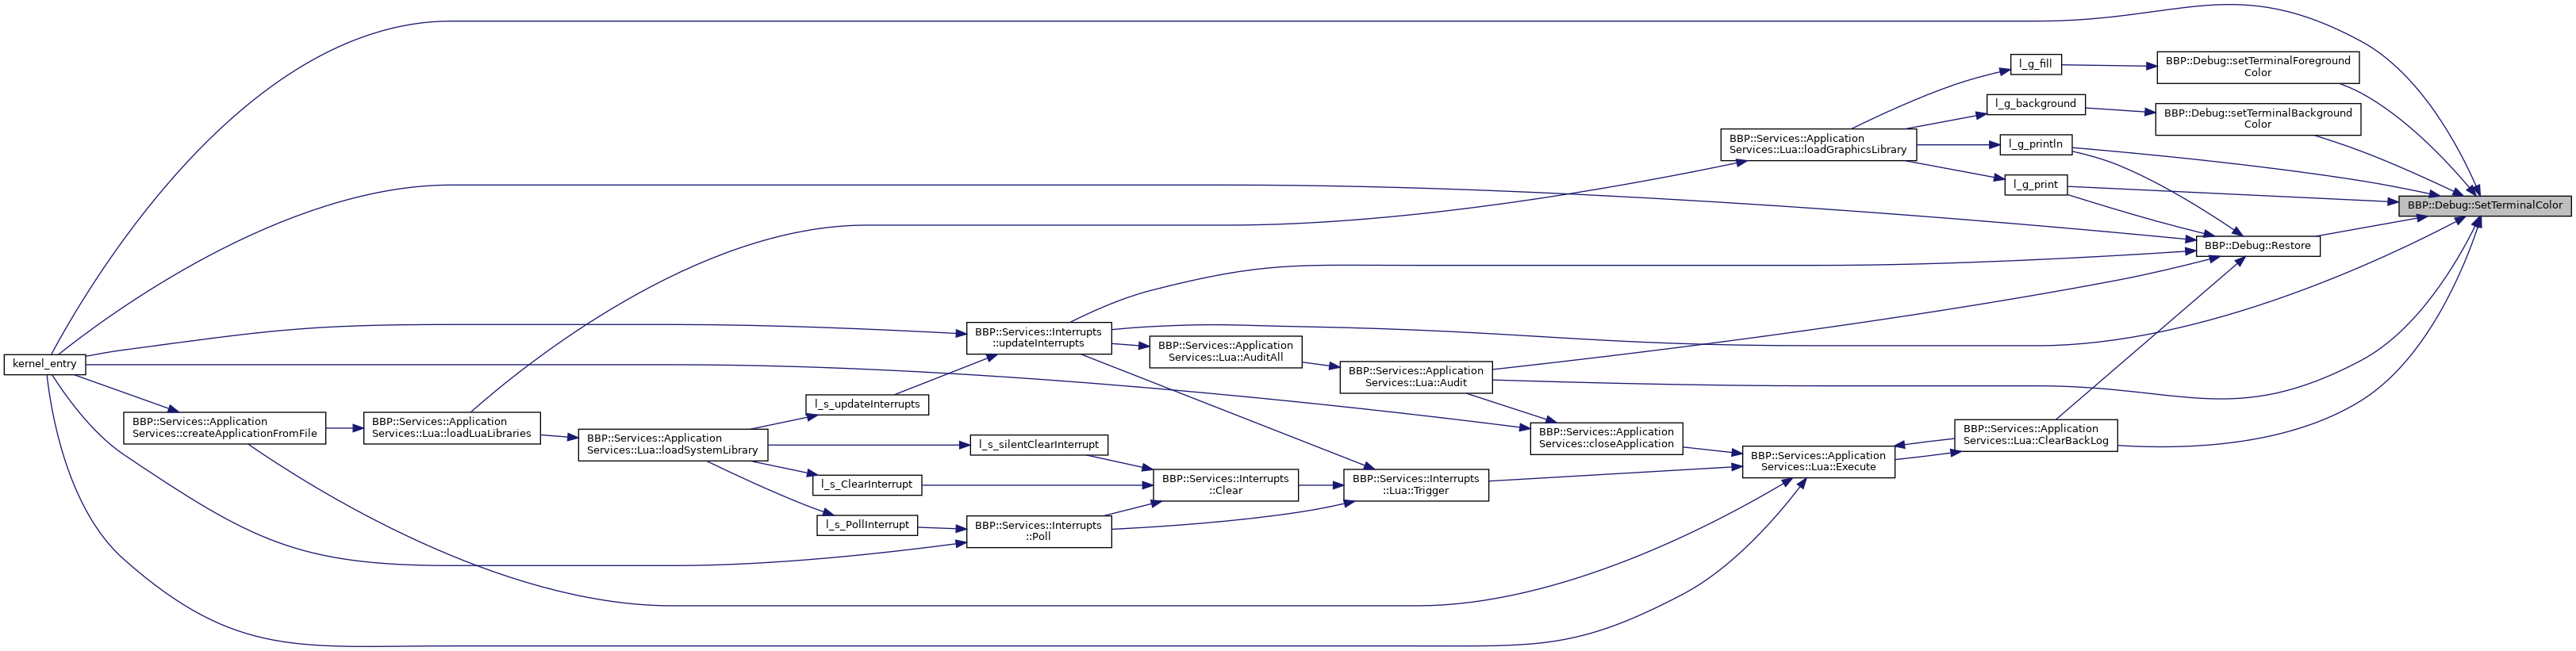 kernel_entry
BBP::Services::Application
Services::createApplicationFromFile
BBP::Services::Application
Services::Lua::loadLuaLibraries
BBP::Services::Application
Services::Lua::loadSystemLibrary
l_s_updateInterrupts
l_s_ClearInterrupt
l_s_PollInterrupt
BBP::Services::Interrupts
::updateInterrupts
l_s_silentClearInterrupt
BBP::Services::Interrupts
::Poll
BBP::Services::Application
Services::Lua::AuditAll
BBP::Services::Interrupts
::Clear
BBP::Services::Application
Services::Lua::Audit
BBP::Services::Interrupts
::Lua::Trigger
BBP::Services::Application
Services::closeApplication
BBP::Services::Application
Services::Lua::loadGraphicsLibrary
BBP::Services::Application
Services::Lua::Execute
BBP::Services::Application
Services::Lua::ClearBackLog
l_g_fill
l_g_background
l_g_println
l_g_print
BBP::Debug::setTerminalForeground
Color
BBP::Debug::setTerminalBackground
Color
BBP::Debug::Restore
BBP::Debug::SetTerminalColor